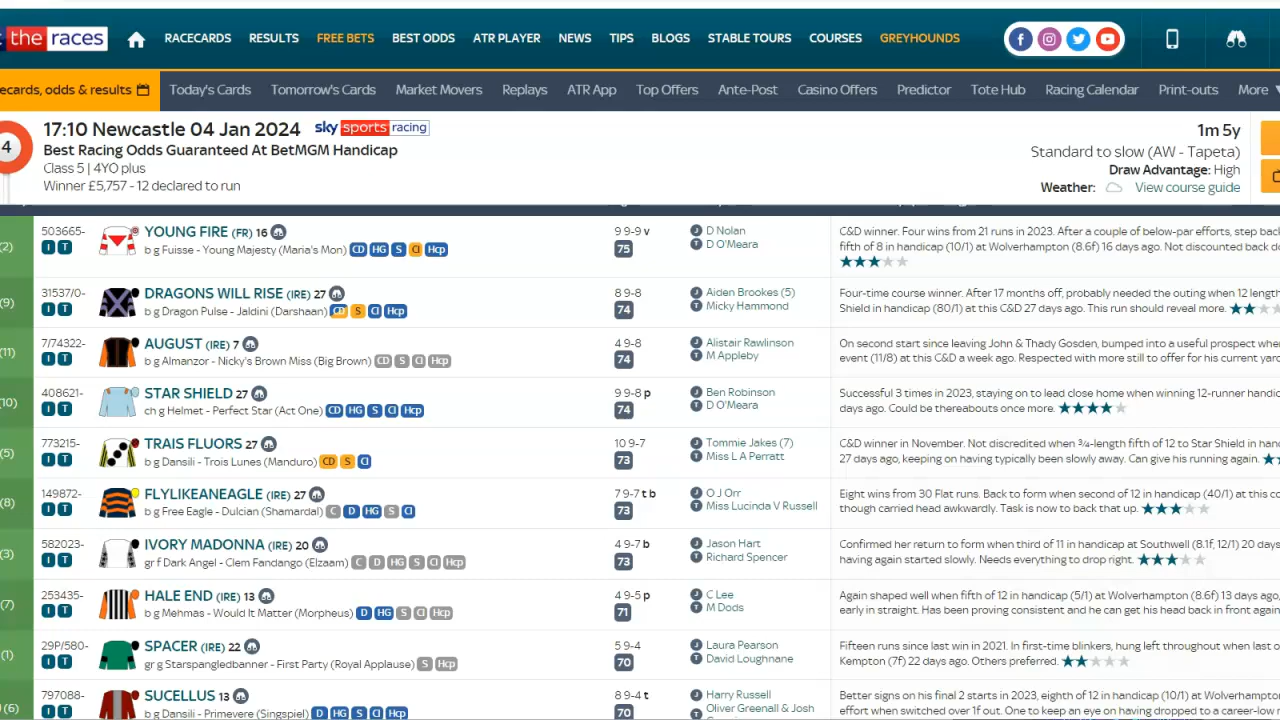 the races RACECARDS RESULTS FREE BETS BEST ODDS ATR PLAYER NEWS TIPS BLOGS STABLE TOURS COURSES GREYHOUNDS
ecards, odds & results Today's Cards Tomorrow's Cards Market Movers Replays ATR App Top Offers Ante-Post Casino Offers Predictor Tote Hub Racing Calendar Print-outs More
4 17:10 Newcastle 04 Jan 2024 sky sports racing 1m 5y
Best Racing Odds Guaranteed At BetMGM Handicap Standard to slow (AW - Tapeta)
Class 5 | 4YO plus Draw Advantage: High
Winner £5,757 - 12 declared to run Weather: View course guide
(2) 503665- YOUNG FIRE (FR) 16 9 9-9 v J D Nolan C&D winner. Four wins from 21 runs in 2023. After a couple of below-par efforts, step back
I T b g Fuisse - Young Majesty (Maria's Mon) CD HG S Cl Hcp 75 T D O'Meara fifth of 8 in handicap (10/1) at Wolverhampton (8.6f) 16 days ago. Not discounted back do
(9) 31537/0- DRAGONS WILL RISE (IRE) 27 8 9-8 J Aiden Brookes (5) Four-time course winner. After 17 months off, probably needed the outing when 12 length
I T b g Dragon Pulse - Jaldini (Darshaan) CD S Cl Hcp 74 T Micky Hammond Shield in handicap (80/1) at this C&D 27 days ago. This run should reveal more.
(11) 7/74322- AUGUST (IRE) 7 4 9-8 J Alistair Rawlinson On second start since leaving John & Thady Gosden, bumped into a useful prospect whe
I T b g Almanzor - Nicky's Brown Miss (Big Brown) CD S Cl Hcp 74 T M Appleby event (11/8) at this C&D a week ago. Respected with more still to offer for his current yard
(10) 408621- STAR SHIELD 27 9 9-8 p J Ben Robinson Successful 3 times in 2023, staying on to lead close home when winning 12-runner handic
I T ch g Helmet - Perfect Star (Act One) CD HG S Cl Hcp 74 T D O'Meara days ago. Could be thereabouts once more.
(5) 773215- TRAIS FLUORS 27 10 9-7 J Tommie Jakes (7) C&D winner in November. Not discredited when ¾-length fifth of 12 to Star Shield in han
I T b g Dansili - Trois Lunes (Manduro) CD S Cl 73 T Miss L A Perratt 27 days ago, keeping on having typically been slowly away. Can give his running again.
(8) 149872- FLYLIKEANEAGLE (IRE) 27 7 9-7 t b J O J Orr Eight wins from 30 Flat runs. Back to form when second of 12 in handicap (40/1) at this co
I T b g Free Eagle - Dulcian (Shamardal) C D HG S Cl 73 T Miss Lucinda V Russell though carried head awkwardly. Task is now to back that up.
(3) 582023- IVORY MADONNA (IRE) 20 4 9-7 b J Jason Hart Confirmed her return to form when third of 11 in handicap at Southwell (8.1f, 12/1) 20 days
I T gr f Dark Angel - Clem Fandango (Elzaam) C D HG S Cl Hcp 73 T Richard Spencer again started slowly. Needs everything to drop right.
(7) 253435- HALE END (IRE) 13 4 9-5 p J C Lee Again shaped well when fifth of 12 in handicap (5/1) at Wolverhampton (8.6f) 13 days ago,
I T b g Mehmas - Would It Matter (Morpheus) D HG S Cl Hcp 71 T M Dods early in straight. Has been proving consistent and he can get his head back in front again
(1) 29P/580- SPACER (IRE) 22 5 9-4 J Laura Pearson Fifteen runs since last win in 2021. In first-time blinkers, hung left throughout when last o
I T gr g Starspangledbanner - First Party (Royal Applause) S Hcp 70 T David Loughnane Kempton (7f) 22 days ago. Others preferred.
(6) 797088- SUCELLUS 13 8 9-4 t J Harry Russell Better signs on his final 2 starts in 2023, eighth of 12 in handicap (10/1) at Wolverhampton
I T b g Dansili - Primevere (Singspiel) D HG S Cl Hcp 70 T Oliver Greenall & Josh effort when switched over 1f out. One to keep an eye on having dropped to a career-low